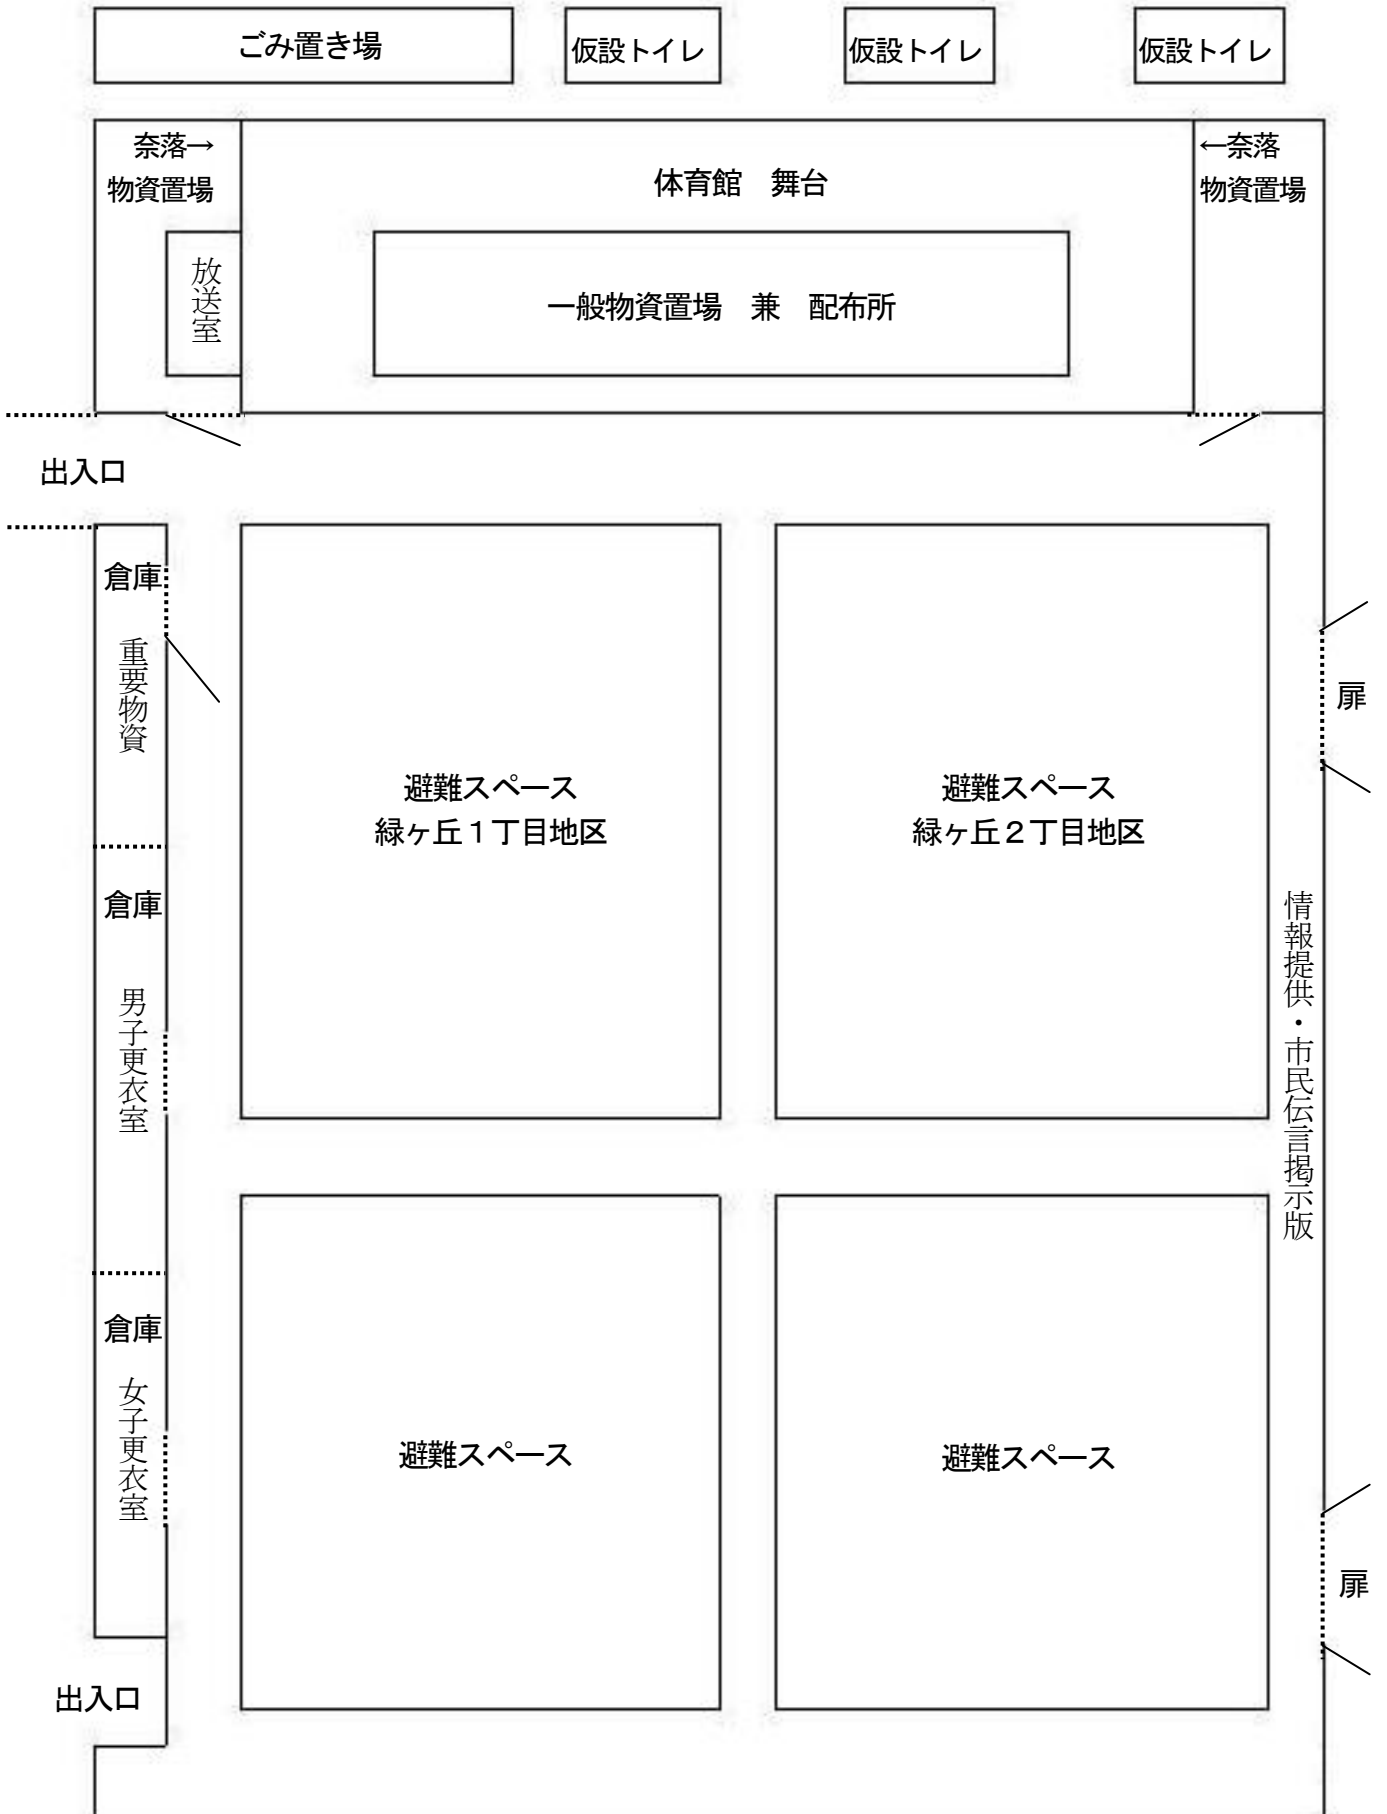 ごみ置き場
仮設トイレ
仮設トイレ
仮設トイレ
奈落→
物資置場
体育館　舞台
←奈落
物資置場
放送室
一般物資置場　兼　配布所
出入口
倉庫
重要物資
避難スペース
緑ヶ丘１丁目地区
避難スペース
緑ヶ丘２丁目地区
扉
倉庫
男子更衣室
情報提供・市民伝言掲示版
倉庫
女子更衣室
避難スペース
避難スペース
扉
出入口